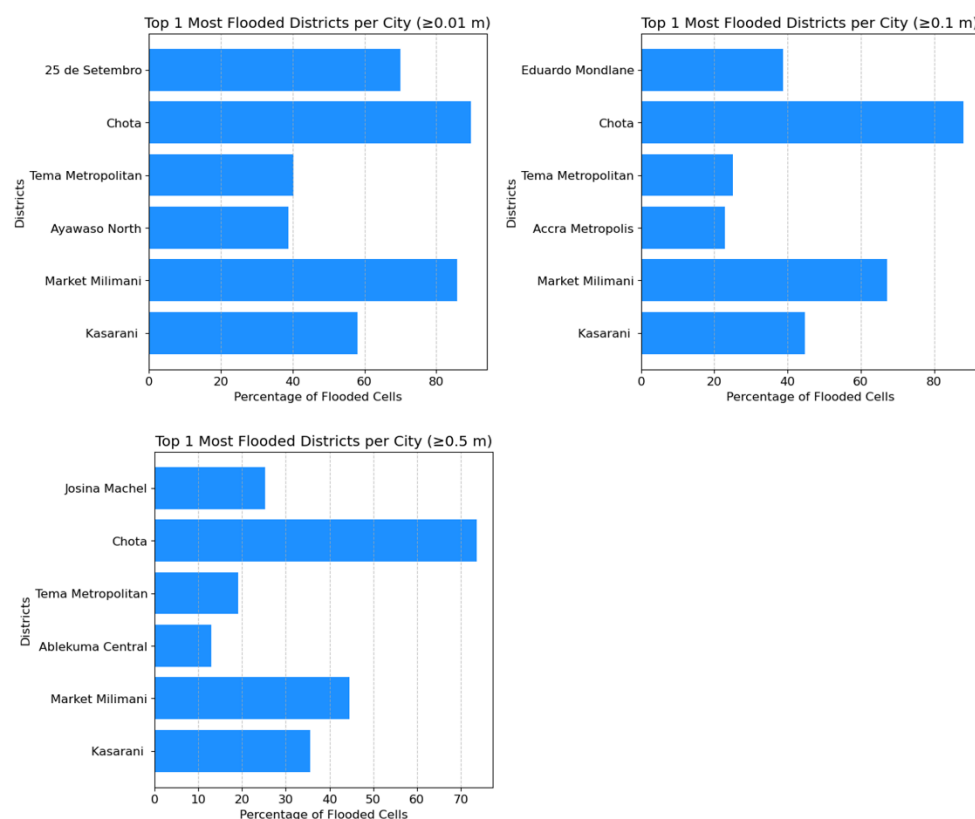 Top 1 Most Flooded Districts per City (≥0.01 m)
Districts
25 de Setembro
Chota
Tema Metropolitan
Ayawaso North
Market Milimani
Kasarani
0 20 40 60 80
Percentage of Flooded Cells
Top 1 Most Flooded Districts per City (≥0.1 m)
Districts
Eduardo Mondlane
Chota
Tema Metropolitan
Accra Metropolis
Market Milimani
Kasarani
0 20 40 60 80
Percentage of Flooded Cells
Top 1 Most Flooded Districts per City (≥0.5 m)
Districts
Josina Machel
Chota
Tema Metropolitan
Ablekuma Central
Market Milimani
Kasarani
0 10 20 30 40 50 60 70
Percentage of Flooded Cells